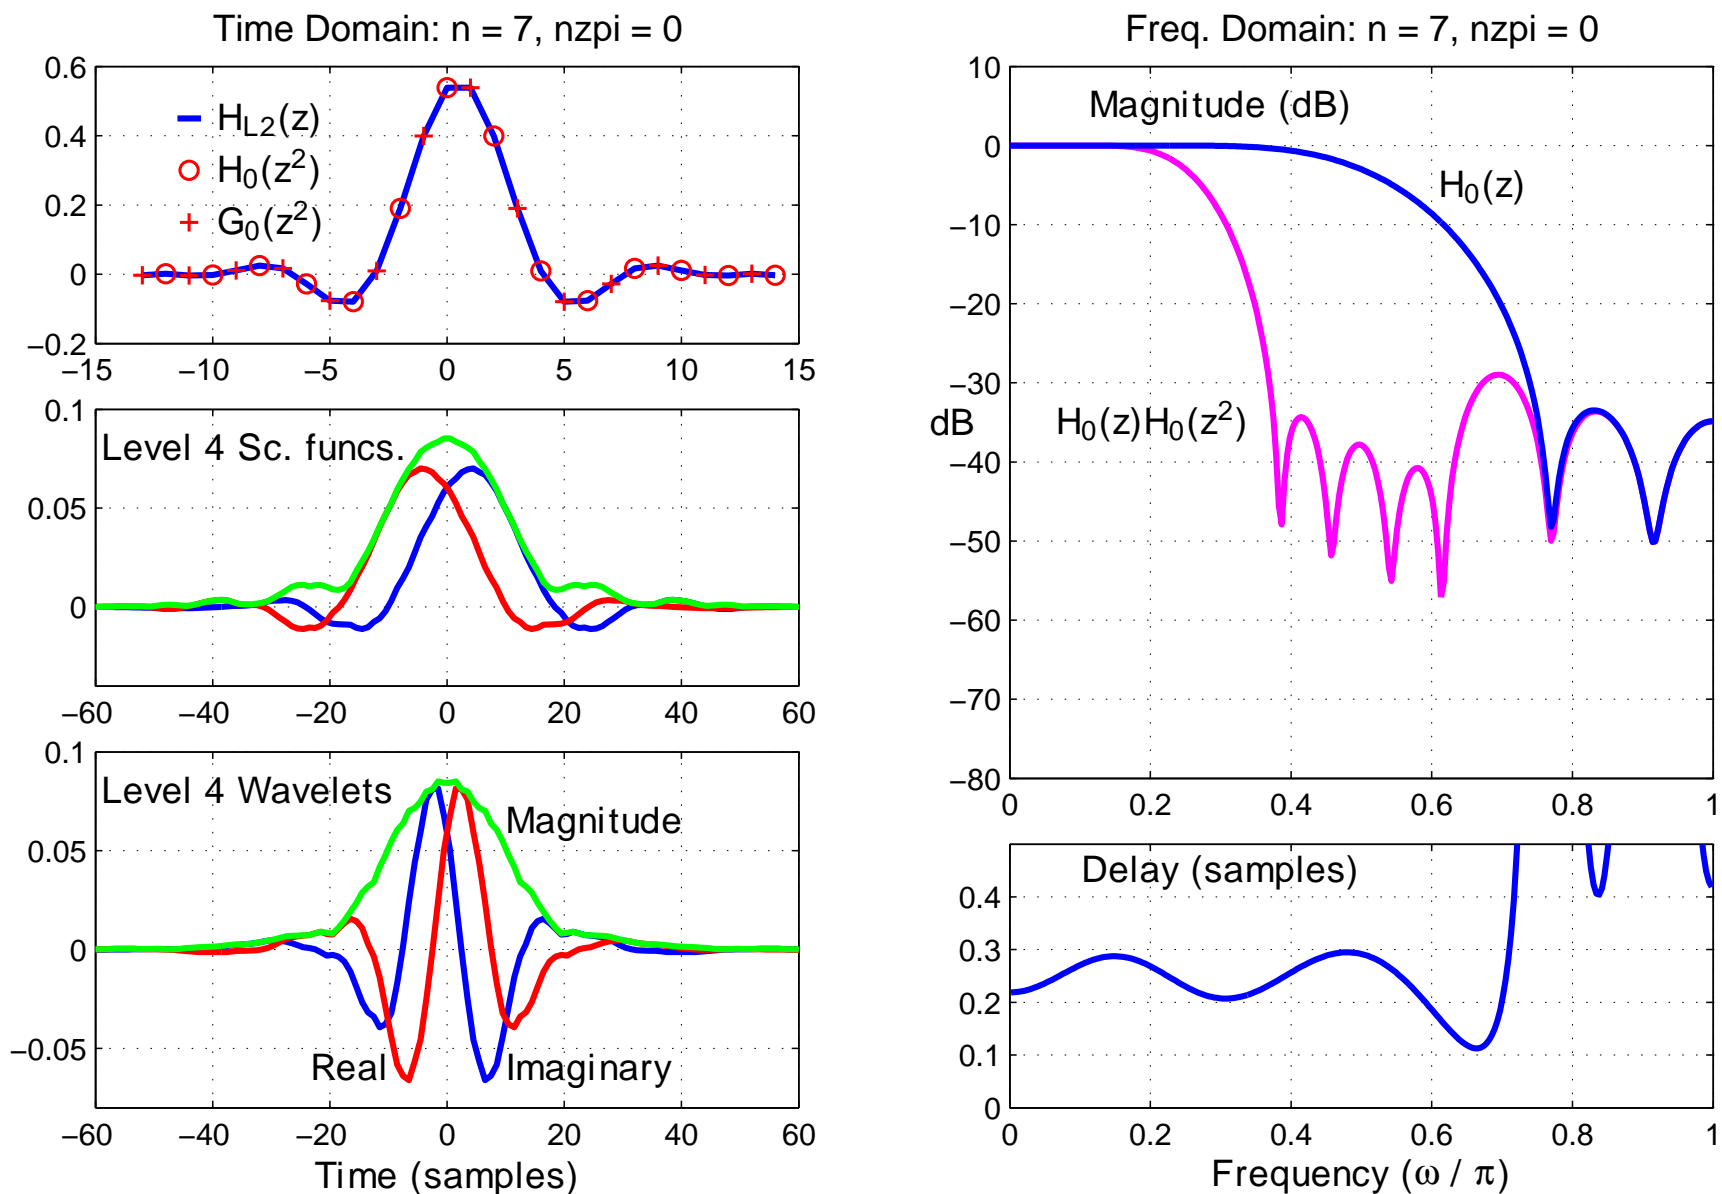 Time Domain: n = 7, nzpi = 0
0.6
0.4
0.2
0
−0.2
H_L2(z)
H_0(z^2)
G_0(z^2)
−15 −10 −5 0 5 10 15
0.1
0.05
0
Level 4 Sc. funcs.
−60 −40 −20 0 20 40 60
0.1
0.05
0
−0.05
Level 4 Wavelets
Magnitude
Real
Imaginary
−60 −40 −20 0 20 40 60
Time (samples)
Freq. Domain: n = 7, nzpi = 0
10
0
−10
−20
−30
dB
−40
−50
−60
−70
−80
Magnitude (dB)
H_0(z)
H_0(z)H_0(z^2)
0 0.2 0.4 0.6 0.8 1
Delay (samples)
0.4
0.3
0.2
0.1
0
0 0.2 0.4 0.6 0.8 1
Frequency (ω / π)